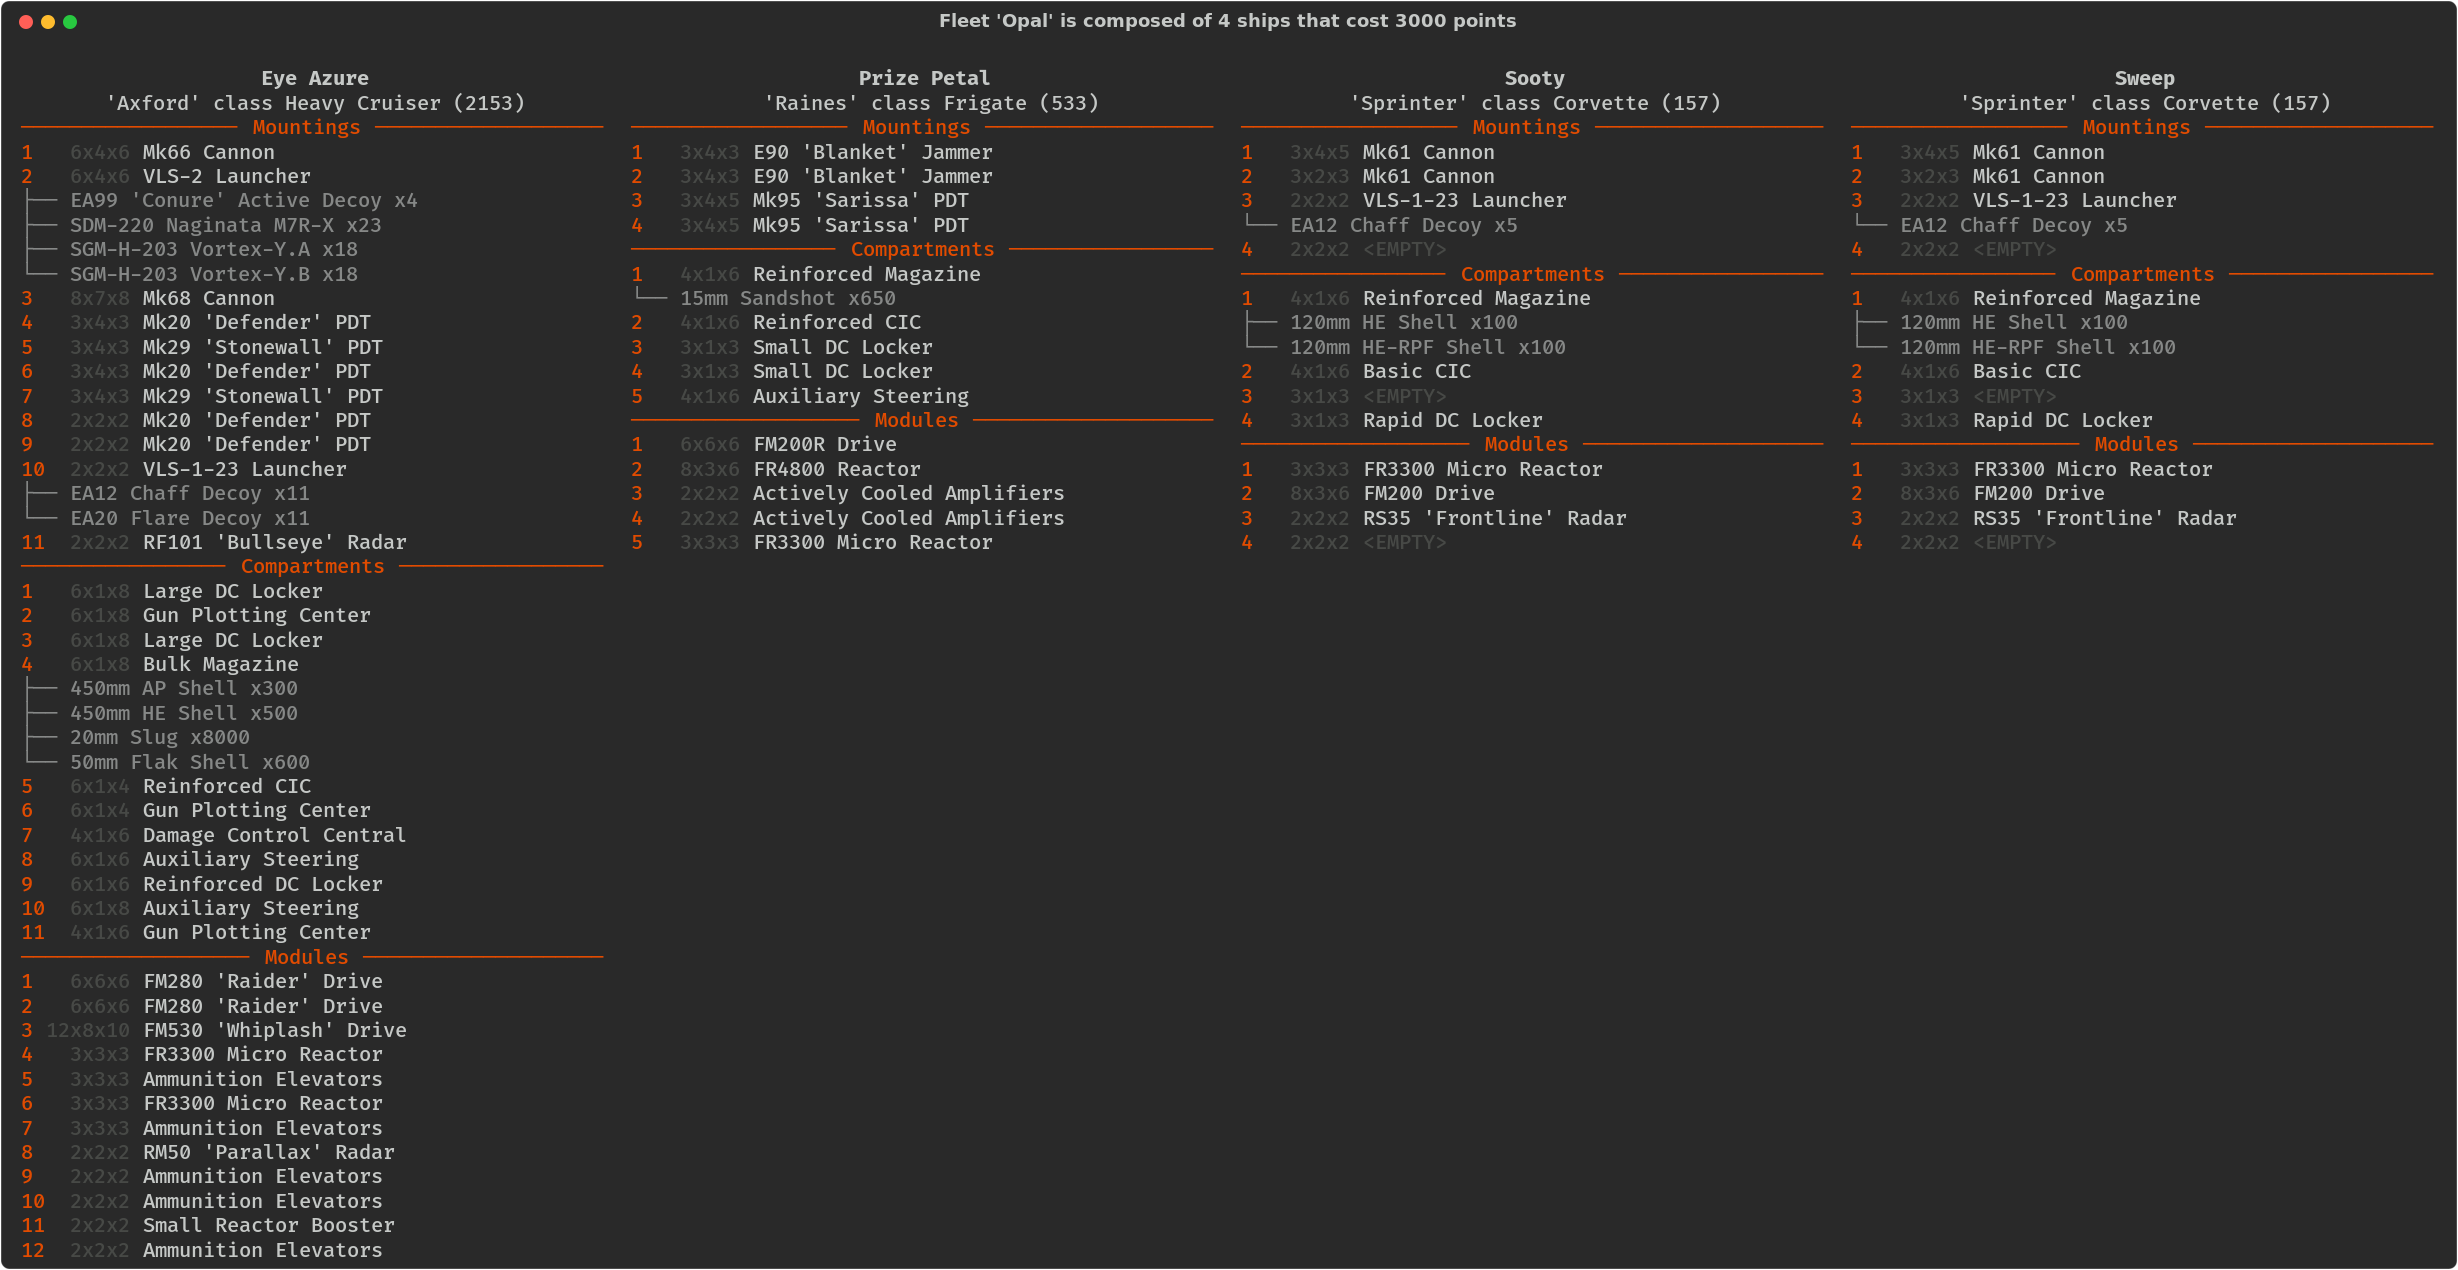 Fleet 'Opal' is composed of 4 ships that cost 3000 points
Eye Azure
'Axford' class Heavy Cruiser (2153)
Mountings
1 6x4x6 Mk66 Cannon
2 6x4x6 VLS-2 Launcher
EA99 'Conure' Active Decoy x4
SDM-220 Naginata M7R-X x23
SGM-H-203 Vortex-Y.A x18
SGM-H-203 Vortex-Y.B x18
3 8x7x8 Mk68 Cannon
4 3x4x3 Mk20 'Defender' PDT
5 3x4x3 Mk29 'Stonewall' PDT
6 3x4x3 Mk20 'Defender' PDT
7 3x4x3 Mk29 'Stonewall' PDT
8 2x2x2 Mk20 'Defender' PDT
9 2x2x2 Mk20 'Defender' PDT
10 2x2x2 VLS-1-23 Launcher
EA12 Chaff Decoy x11
EA20 Flare Decoy x11
11 2x2x2 RF101 'Bullseye' Radar
Compartments
1 6x1x8 Large DC Locker
2 6x1x8 Gun Plotting Center
3 6x1x8 Large DC Locker
4 6x1x8 Bulk Magazine
450mm AP Shell x300
450mm HE Shell x500
20mm Slug x8000
50mm Flak Shell x600
5 6x1x4 Reinforced CIC
6 6x1x4 Gun Plotting Center
7 4x1x6 Damage Control Central
8 6x1x6 Auxiliary Steering
9 6x1x6 Reinforced DC Locker
10 6x1x8 Auxiliary Steering
11 4x1x6 Gun Plotting Center
Modules
1 6x6x6 FM280 'Raider' Drive
2 6x6x6 FM280 'Raider' Drive
3 12x8x10 FM530 'Whiplash' Drive
4 3x3x3 FR3300 Micro Reactor
5 3x3x3 Ammunition Elevators
6 3x3x3 FR3300 Micro Reactor
7 3x3x3 Ammunition Elevators
8 2x2x2 RM50 'Parallax' Radar
9 2x2x2 Ammunition Elevators
10 2x2x2 Ammunition Elevators
11 2x2x2 Small Reactor Booster
12 2x2x2 Ammunition Elevators
Prize Petal
'Raines' class Frigate (533)
Mountings
1 3x4x3 E90 'Blanket' Jammer
2 3x4x3 E90 'Blanket' Jammer
3 3x4x5 Mk95 'Sarissa' PDT
4 3x4x5 Mk95 'Sarissa' PDT
Compartments
1 4x1x6 Reinforced Magazine
15mm Sandshot x650
2 4x1x6 Reinforced CIC
3 3x1x3 Small DC Locker
4 3x1x3 Small DC Locker
5 4x1x6 Auxiliary Steering
Modules
1 6x6x6 FM200R Drive
2 8x3x6 FR4800 Reactor
3 2x2x2 Actively Cooled Amplifiers
4 2x2x2 Actively Cooled Amplifiers
5 3x3x3 FR3300 Micro Reactor
Sooty
'Sprinter' class Corvette (157)
Mountings
1 3x4x5 Mk61 Cannon
2 3x2x3 Mk61 Cannon
3 2x2x2 VLS-1-23 Launcher
EA12 Chaff Decoy x5
4 2x2x2 <EMPTY>
Compartments
1 4x1x6 Reinforced Magazine
120mm HE Shell x100
120mm HE-RPF Shell x100
2 4x1x6 Basic CIC
3 3x1x3 <EMPTY>
4 3x1x3 Rapid DC Locker
Modules
1 3x3x3 FR3300 Micro Reactor
2 8x3x6 FM200 Drive
3 2x2x2 RS35 'Frontline' Radar
4 2x2x2 <EMPTY>
Sweep
'Sprinter' class Corvette (157)
Mountings
1 3x4x5 Mk61 Cannon
2 3x2x3 Mk61 Cannon
3 2x2x2 VLS-1-23 Launcher
EA12 Chaff Decoy x5
4 2x2x2 <EMPTY>
Compartments
1 4x1x6 Reinforced Magazine
120mm HE Shell x100
120mm HE-RPF Shell x100
2 4x1x6 Basic CIC
3 3x1x3 <EMPTY>
4 3x1x3 Rapid DC Locker
Modules
1 3x3x3 FR3300 Micro Reactor
2 8x3x6 FM200 Drive
3 2x2x2 RS35 'Frontline' Radar
4 2x2x2 <EMPTY>